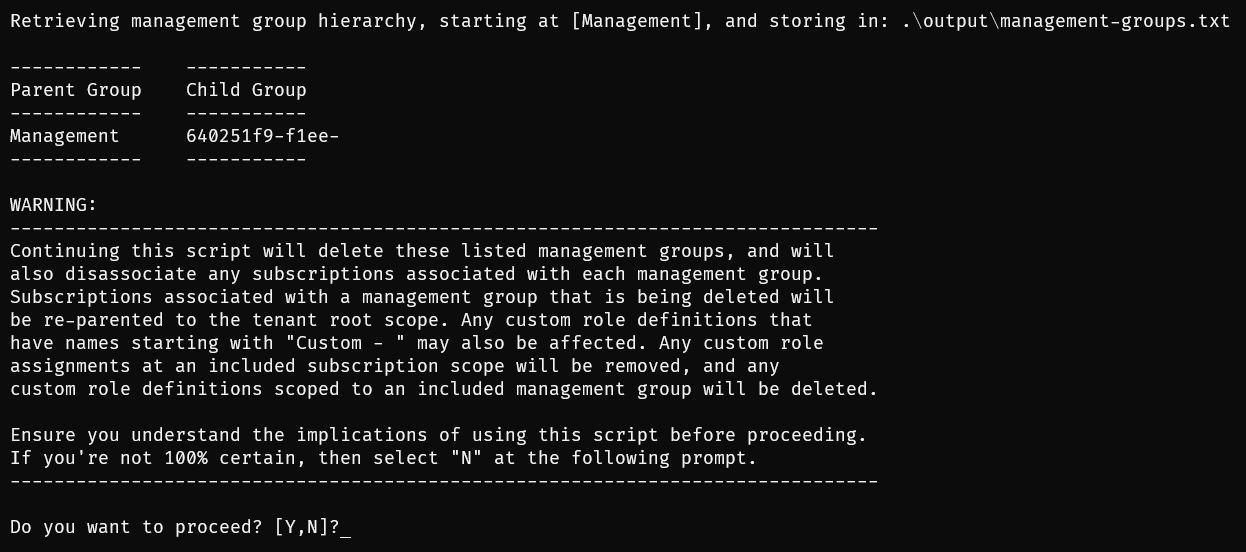 Retrieving management group hierarchy, starting at [Management], and storing in: .\output\management-groups.txt
------------    -----------
Parent Group    Child Group
------------    -----------
Management      640251f9-f1ee-
------------    -----------
WARNING:
-------------------------------------------------------------------------------
Continuing this script will delete these listed management groups, and will
also disassociate any subscriptions associated with each management group.
Subscriptions associated with a management group that is being deleted will
be re-parented to the tenant root scope. Any custom role definitions that
have names starting with "Custom - " may also be affected. Any custom role
assignments at an included subscription scope will be removed, and any
custom role definitions scoped to an included management group will be deleted.
Ensure you understand the implications of using this script before proceeding.
If you're not 100% certain, then select "N" at the following prompt.
-------------------------------------------------------------------------------
Do you want to proceed? [Y,N]?_